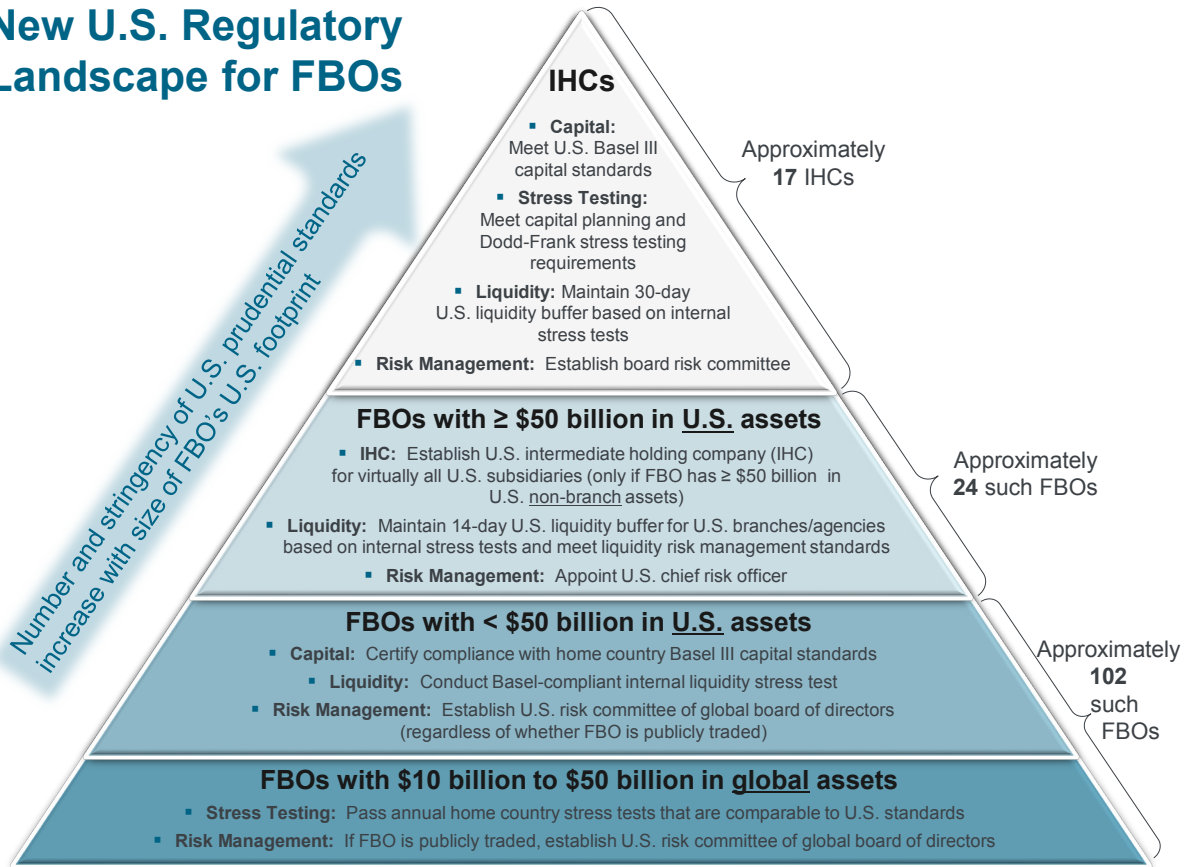 New U.S. Regulatory
Landscape for FBOs
Number and stringency of U.S. prudential standards
increase with size of FBO's U.S. footprint
IHCs
▪ Capital:
Meet U.S. Basel III
capital standards
▪ Stress Testing:
Meet capital planning and
Dodd-Frank stress testing
requirements
▪ Liquidity: Maintain 30-day
U.S. liquidity buffer based on internal
stress tests
▪ Risk Management: Establish board risk committee
Approximately
17 IHCs
FBOs with ≥ $50 billion in U.S. assets
▪ IHC: Establish U.S. intermediate holding company (IHC)
for virtually all U.S. subsidiaries (only if FBO has ≥ $50 billion in
U.S. non-branch assets)
▪ Liquidity: Maintain 14-day U.S. liquidity buffer for U.S. branches/agencies
based on internal stress tests and meet liquidity risk management standards
▪ Risk Management: Appoint U.S. chief risk officer
Approximately
24 such FBOs
FBOs with < $50 billion in U.S. assets
▪ Capital: Certify compliance with home country Basel III capital standards
▪ Liquidity: Conduct Basel-compliant internal liquidity stress test
▪ Risk Management: Establish U.S. risk committee of global board of directors
(regardless of whether FBO is publicly traded)
Approximately
102
such
FBOs
FBOs with $10 billion to $50 billion in global assets
▪ Stress Testing: Pass annual home country stress tests that are comparable to U.S. standards
▪ Risk Management: If FBO is publicly traded, establish U.S. risk committee of global board of directors